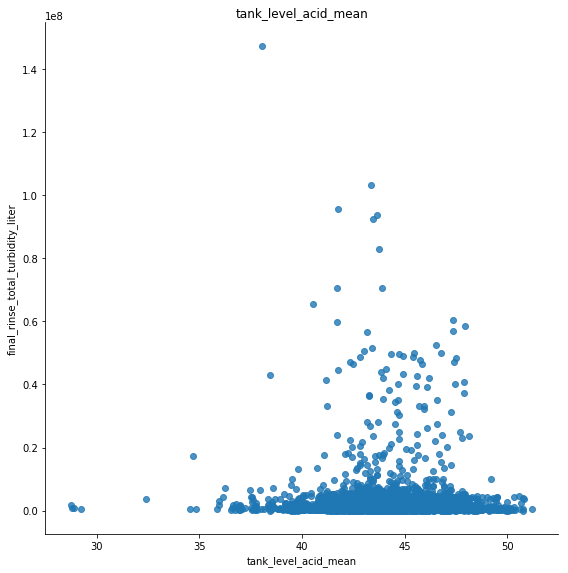 tank_level_acid_mean
1e8
1.4
1.2
1.0
0.8
0.6
0.4
0.2
0.0
final_rinse_total_turbidity_liter
30 35 40 45 50
tank_level_acid_mean